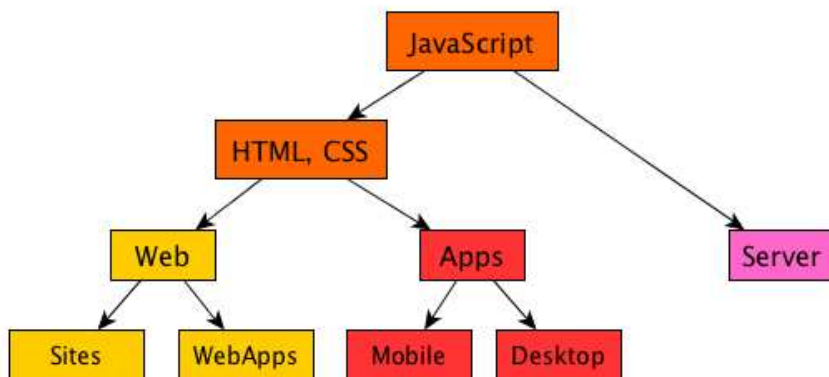 JavaScript
HTML, CSS
Web
Apps
Server
Sites
WebApps
Mobile
Desktop